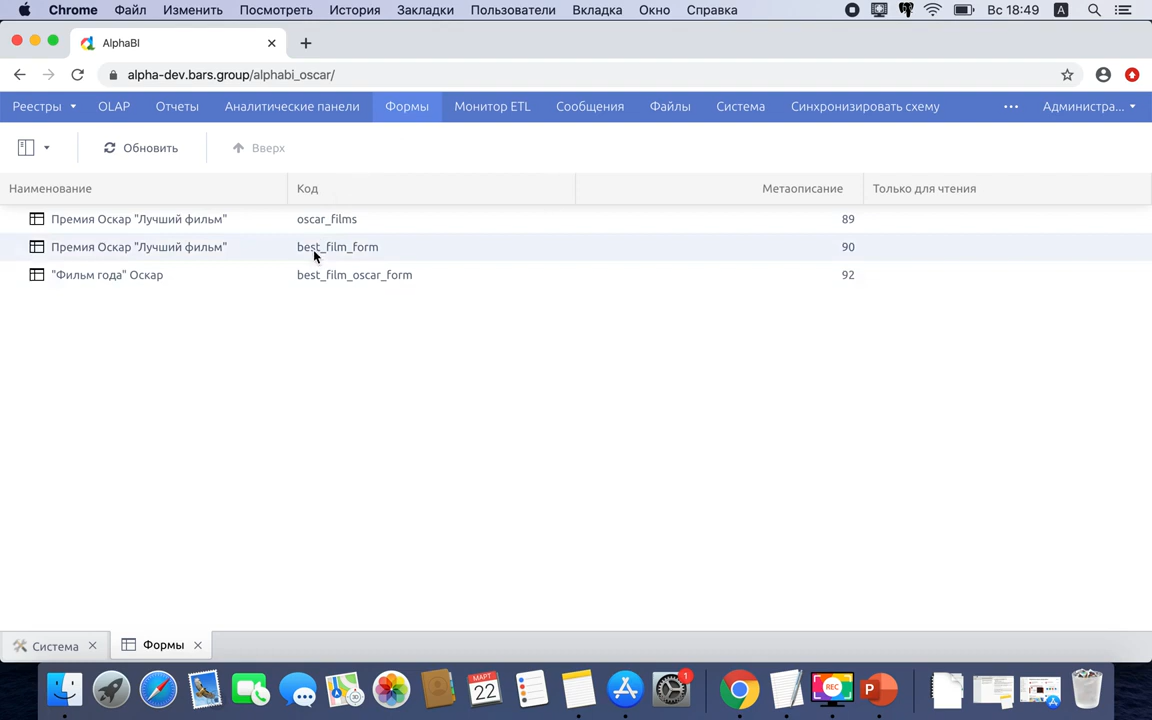 Chrome Файл Изменить Посмотреть История Закладки Пользователи Вкладка Окно Справка Вс 18:49 A
AlphaBI
alpha-dev.bars.group/alphabi_oscar/
Реестры OLAP Отчеты Аналитические панели Формы Монитор ETL Сообщения Файлы Система Синхронизировать схему ... Администра...
Обновить Вверх
Наименование Код Метаописание Только для чтения
Премия Оскар "Лучший фильм" oscar_films 89
Премия Оскар "Лучший фильм" best_film_form 90
"Фильм года" Оскар best_film_oscar_form 92
Система Формы
МАРТ
22
REC
1
P